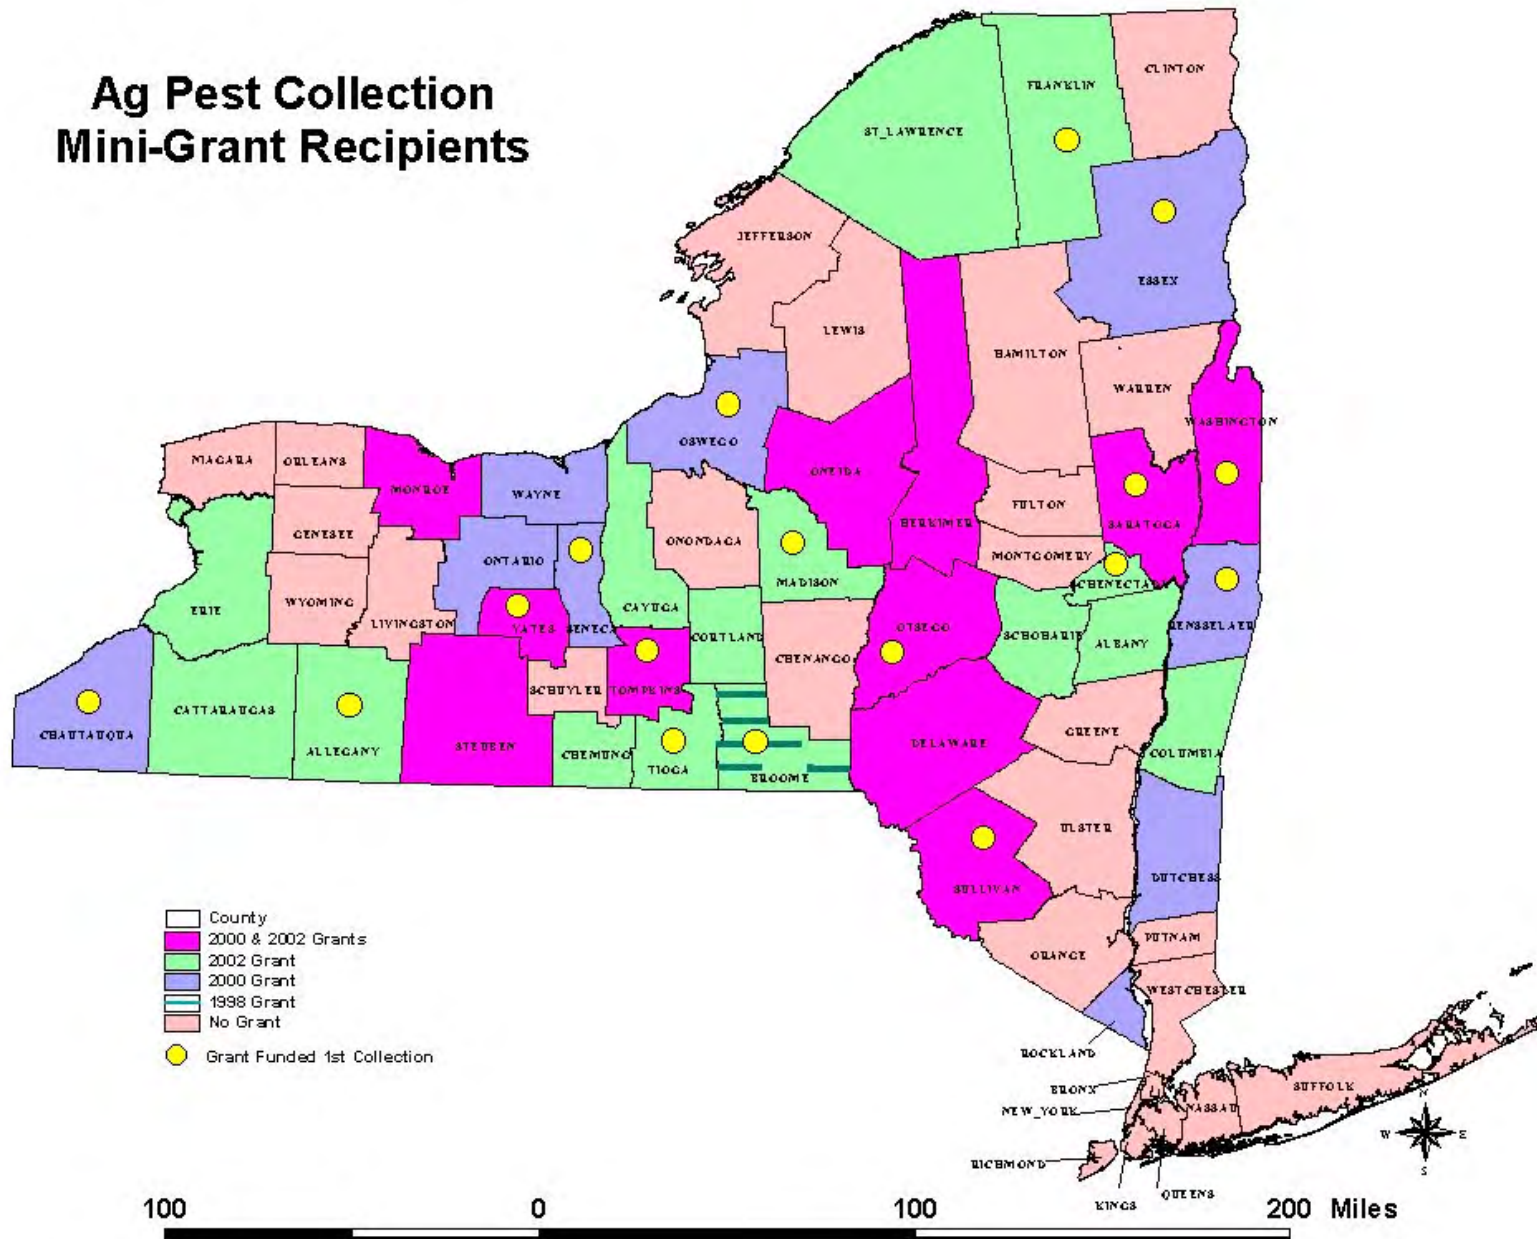 Ag Pest Collection
Mini-Grant Recipients
CLINTON
FRANKLIN
ST_LAWRENCE
JEFFERSON
ESSEX
LEWIS
HAMILTON
WARREN
WASHINGTON
OSWEGO
NIAGARA
ORLEANS
MONROE
WAYNE
ONEIDA
HERKIMER
FULTON
SARATOGA
GENESEE
ONTARIO
ONONDAGA
MADISON
MONTGOMERY
CHENECTAD
ERIE
WYOMING
LIVINGSTON
YATES
SENECA
CAYUGA
CORTLAND
OTSEGO
SCHOHARIE
ALBANY
RENSSELAER
CHENANGO
SCHUYLER
TOMPKINS
CHAUTAUQUA
CATTARAUGAS
ALLEGANY
STEUBEN
CHEMUNG
TIOGA
BROOME
DELAWARE
GREENE
COLUMBIA
ULSTER
SULLIVAN
DUTCHESS
PUTNAM
ORANGE
WESTCHESTER
ROCKLAND
BRONX
NEW_YORK
NASSAU
SUFFOLK
RICHMOND
KINGS
QUEENS
County
2000 & 2002 Grants
2002 Grant
2000 Grant
1998 Grant
No Grant
Grant Funded 1st Collection
N
W E
S
100 0 100 200 Miles